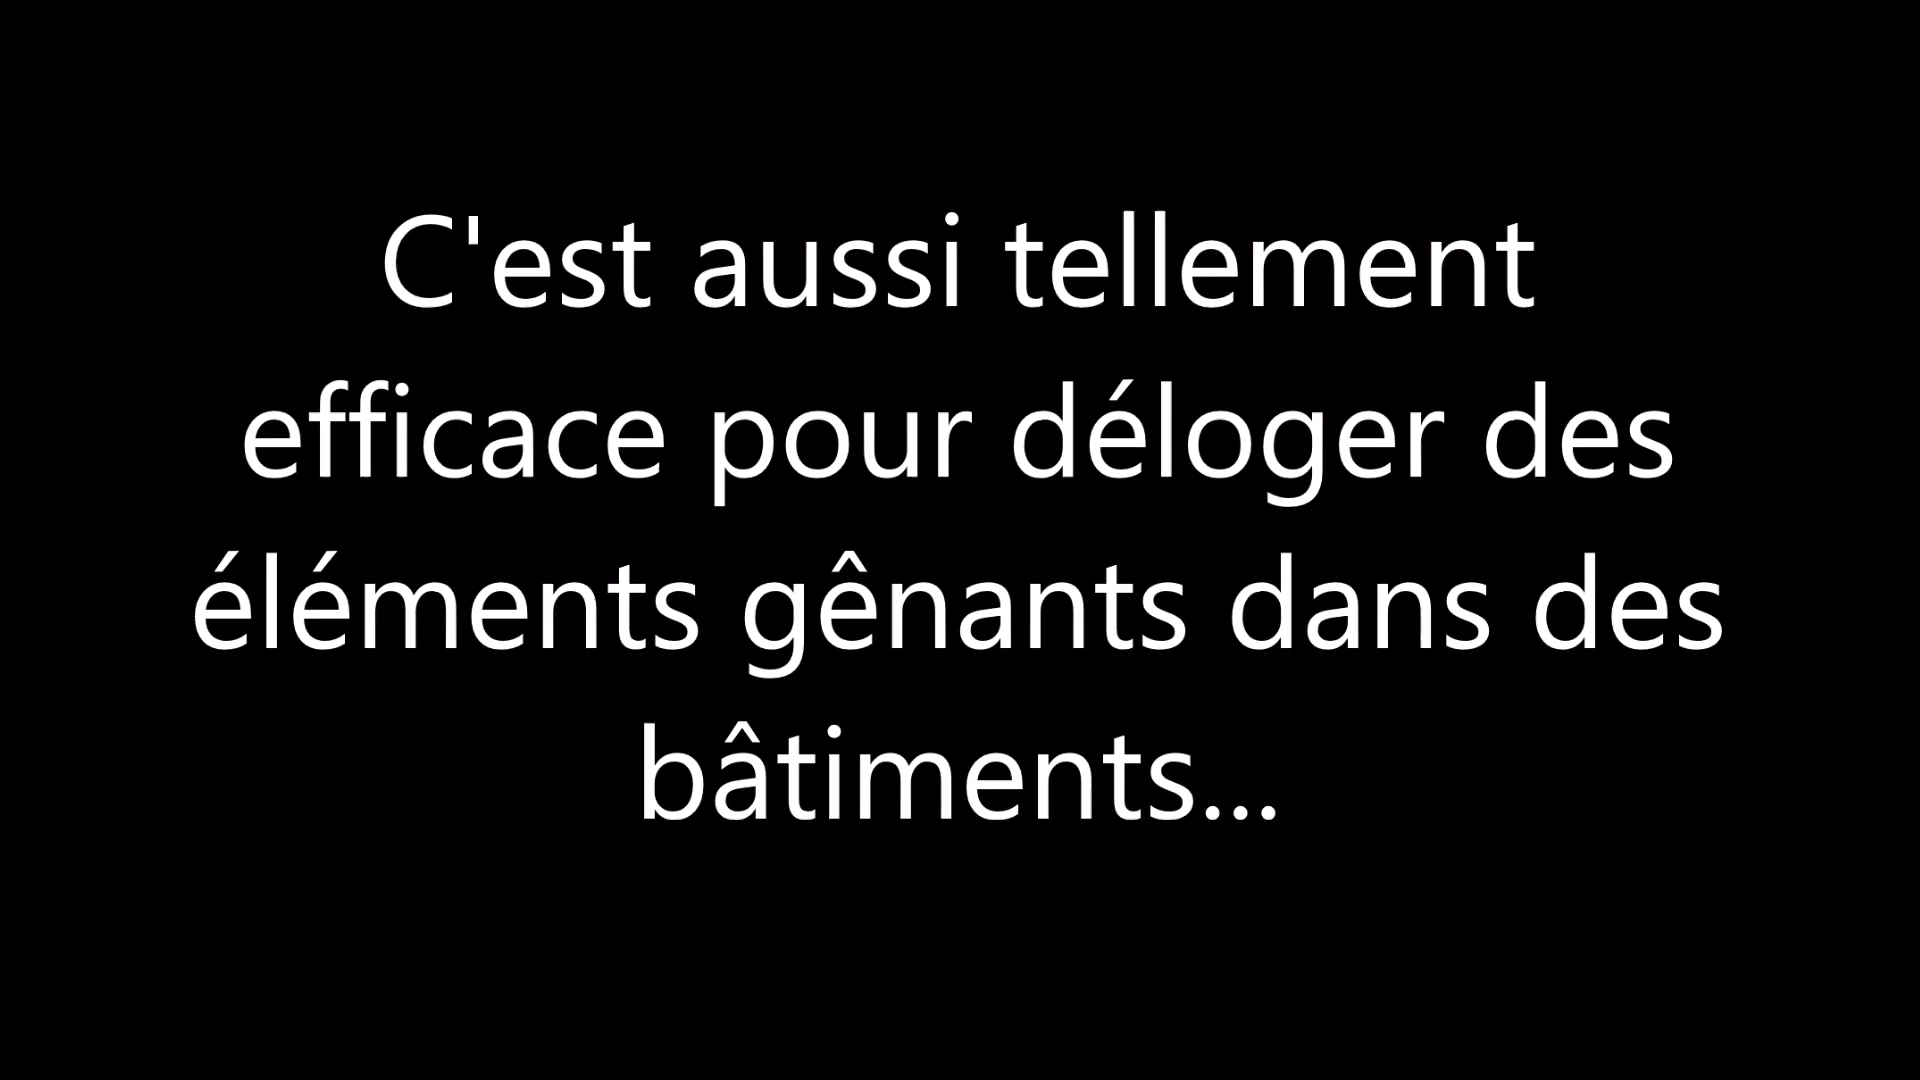 C'est aussi tellement
efficace pour déloger des
éléments gênants dans des
bâtiments...